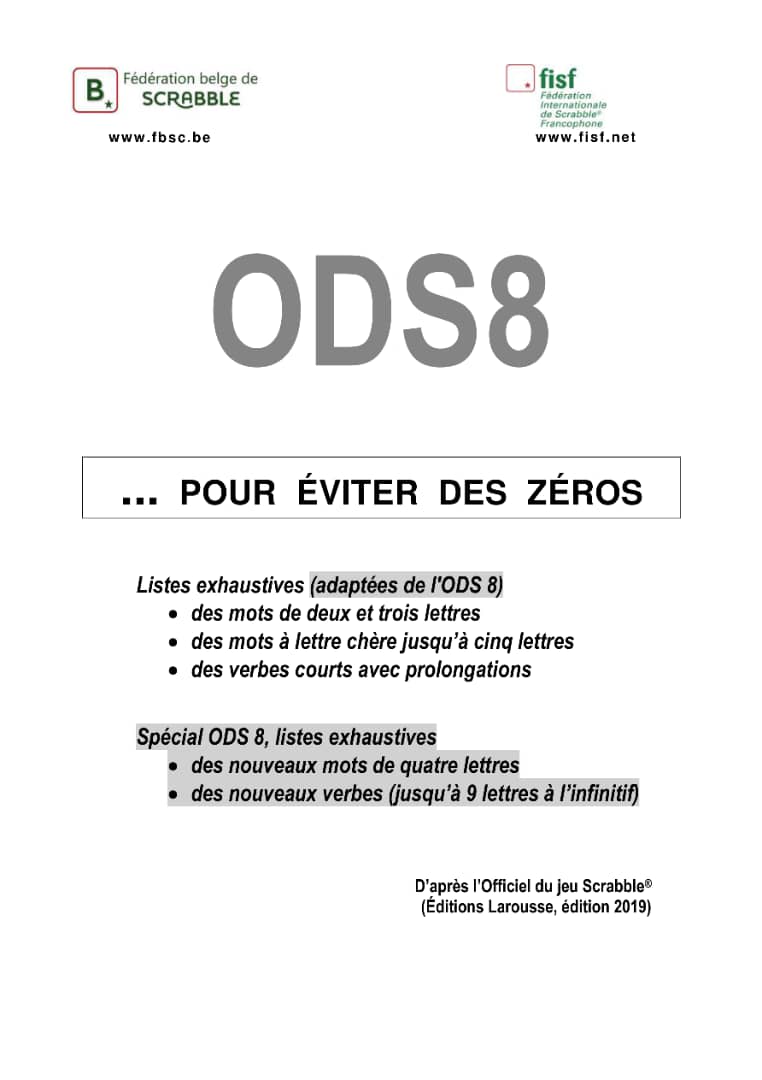 B
Fédération belge de
SCRABBLE
www.fbsc.be
fisf
Fédération
Internationale
de Scrabble®
Francophone
www.fisf.net
ODS8
... POUR ÉVITER DES ZÉROS
Listes exhaustives (adaptées de l'ODS 8)
• des mots de deux et trois lettres
• des mots à lettre chère jusqu’à cinq lettres
• des verbes courts avec prolongations
Spécial ODS 8, listes exhaustives
• des nouveaux mots de quatre lettres
• des nouveaux verbes (jusqu’à 9 lettres à l’infinitif)
D’après l’Officiel du jeu Scrabble®
(Éditions Larousse, édition 2019)